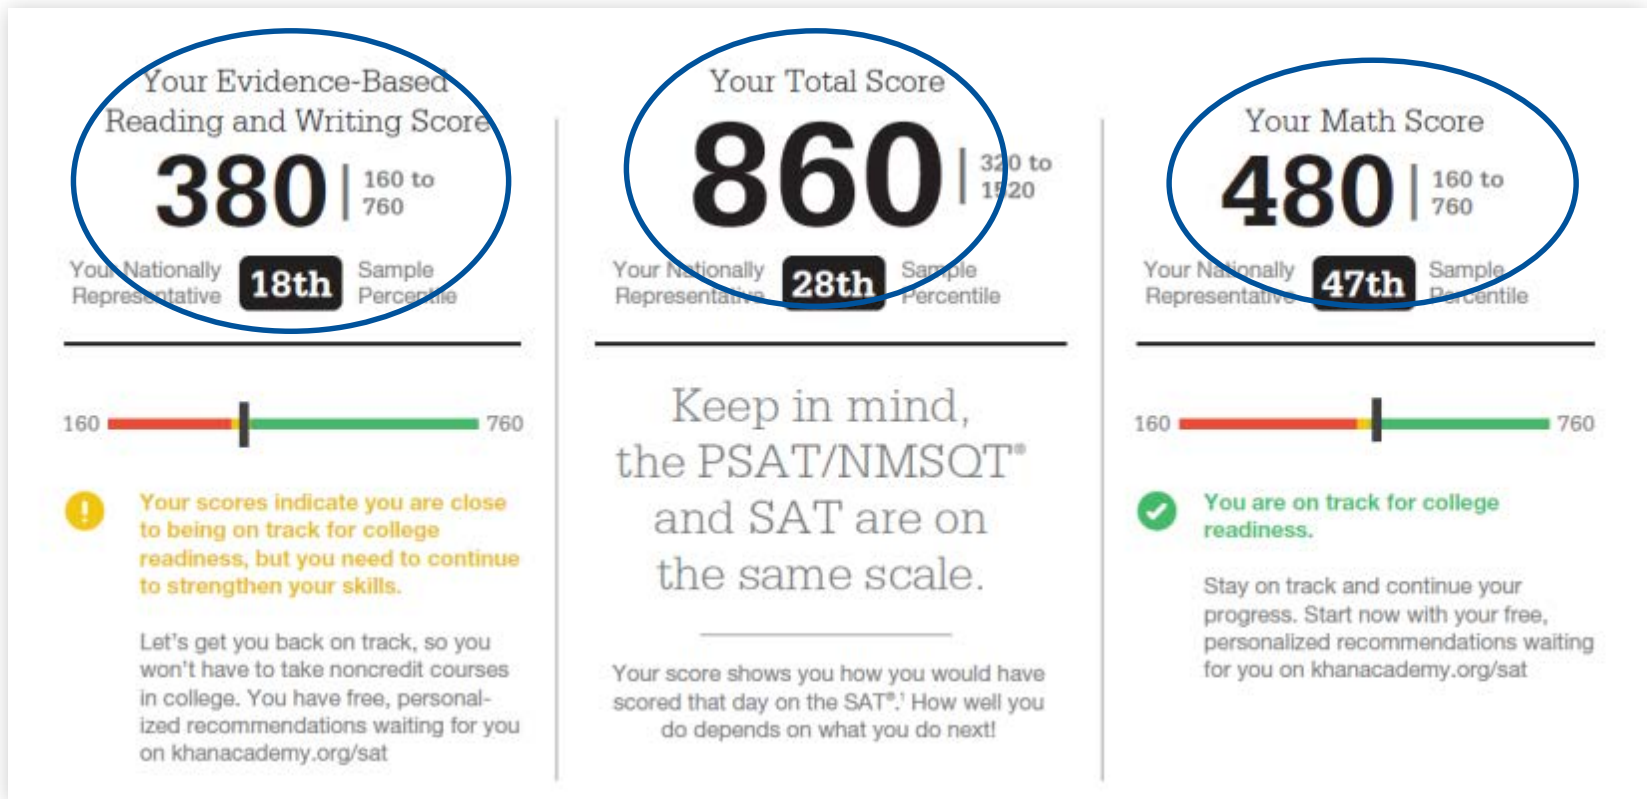 Your Evidence-Based
Reading and Writing Score
380 | 160 to
760
Your Nationally
Representative
18th
Sample
Percentile
160
760
Your scores indicate you are close
to being on track for college
readiness, but you need to continue
to strengthen your skills.
Let's get you back on track, so you
won't have to take noncredit courses
in college. You have free, personal-
ized recommendations waiting for you
on khanacademy.org/sat
Your Total Score
860 | 320 to
1520
Your Nationally
Representative
28th
Sample
Percentile
Keep in mind,
the PSAT/NMSQT®
and SAT are on
the same scale.
Your score shows you how you would have
scored that day on the SAT®.¹ How well you
do depends on what you do next!
Your Math Score
480 | 160 to
760
Your Nationally
Representative
47th
Sample
Percentile
160
760
You are on track for college
readiness.
Stay on track and continue your
progress. Start now with your free,
personalized recommendations waiting
for you on khanacademy.org/sat